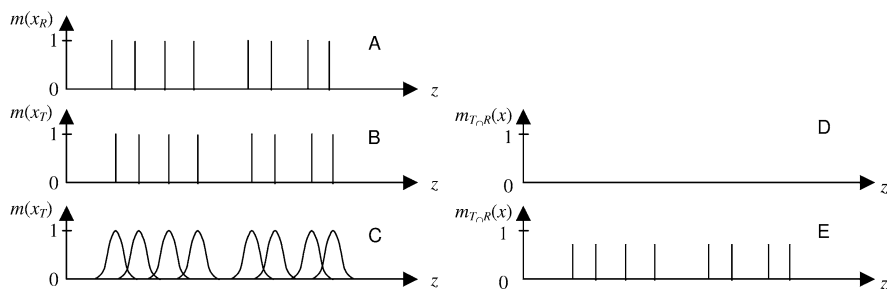 m(x_R)
1
0
z
A
m(x_T)
1
0
z
B
m(x_T)
1
0
z
C
m_{T∩R}(x)
1
0
z
D
m_{T∩R}(x)
1
0
z
E